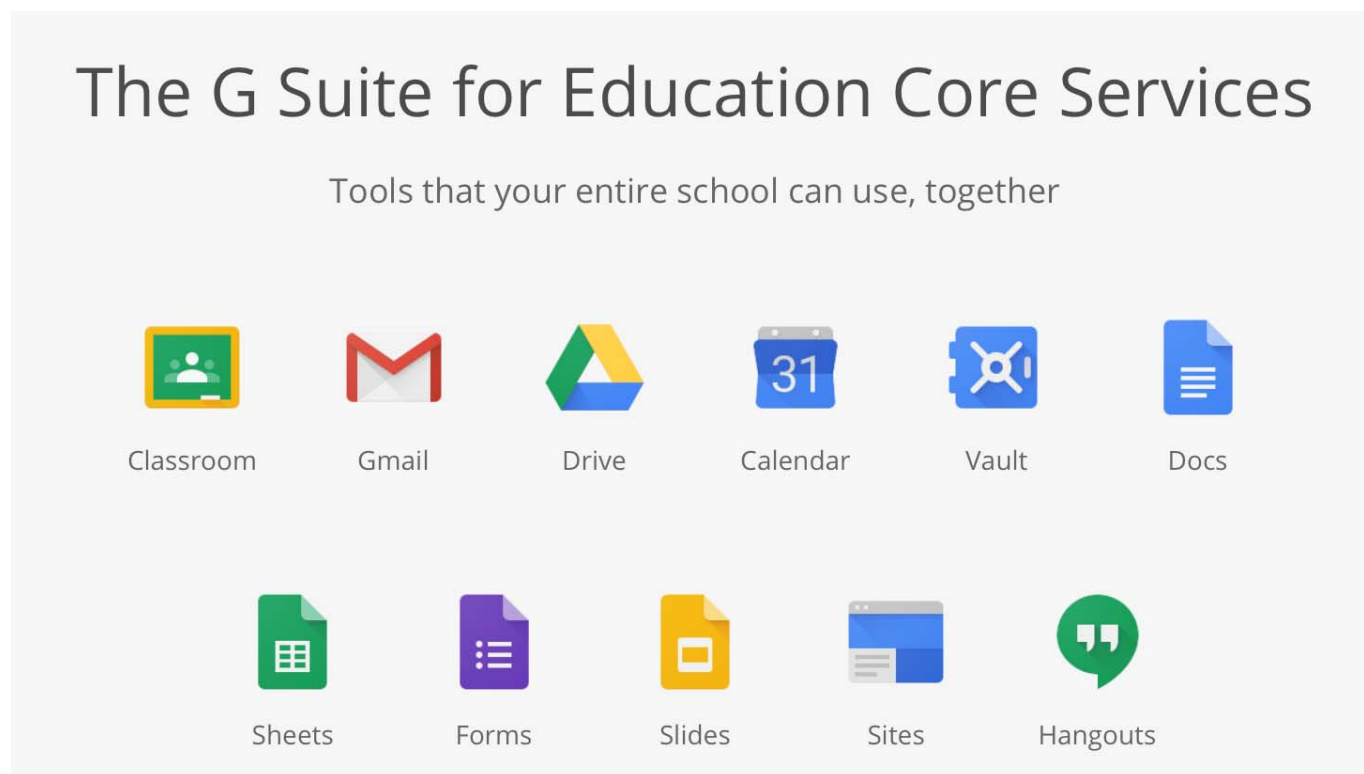 The G Suite for Education Core Services
Tools that your entire school can use, together
31
Classroom Gmail Drive Calendar Vault Docs
Sheets Forms Slides Sites Hangouts